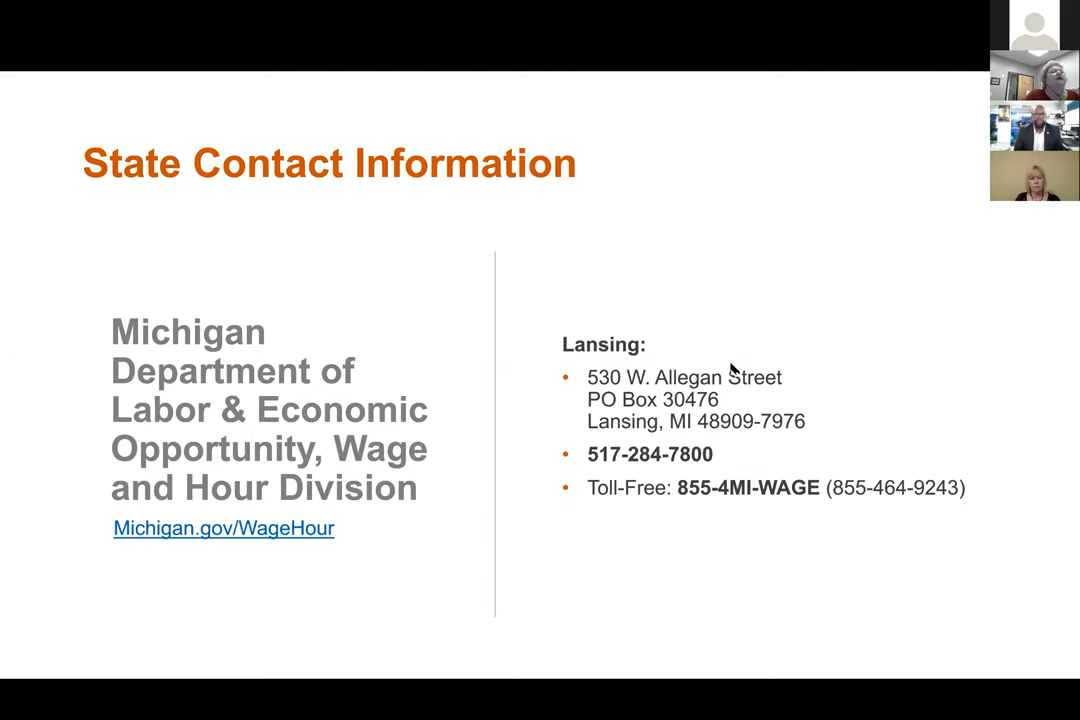 State Contact Information
Michigan
Department of
Labor & Economic
Opportunity, Wage
and Hour Division
Michigan.gov/WageHour
Lansing:
• 530 W. Allegan Street
PO Box 30476
Lansing, MI 48909-7976
• 517-284-7800
• Toll-Free: 855-4MI-WAGE (855-464-9243)